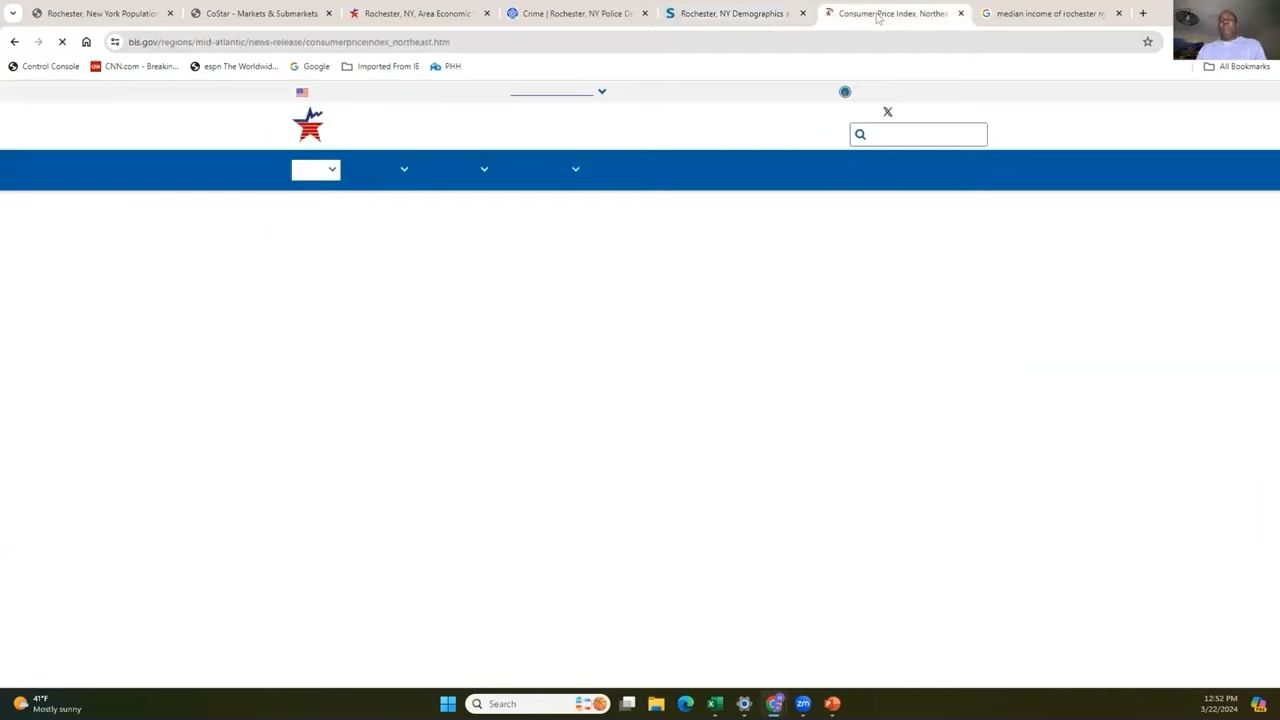 Rochester, New York Population
CoStar - Markets & Submarkets
Rochester, NY, Area Economic
Crime | Rochester, NY Police De
Rochester, NY Demographics a
Consumer Price Index, Northea
median income of rochester ny
bls.gov/regions/mid-atlantic/news-release/consumerpriceindex_northeast.htm
Control Console
CNN.com - Breakin...
espn The Worldwid...
Google
Imported From IE
PHH
All Bookmarks
41°F
Mostly sunny
Search
12:52 PM
3/22/2024